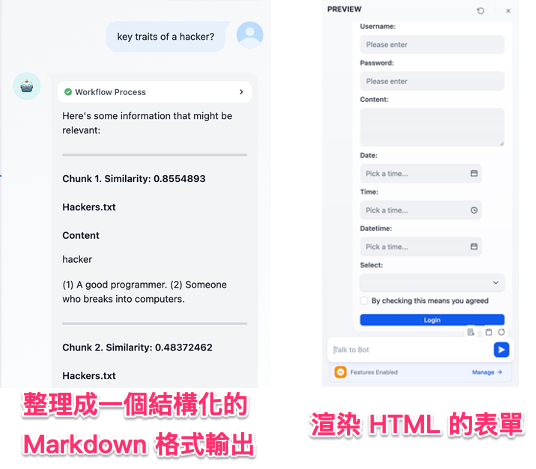 key traits of a hacker?
Workflow Process
Here's some information that might be
relevant:
Chunk 1. Similarity: 0.8554893
Hackers.txt
Content
hacker
(1) A good programmer. (2) Someone
who breaks into computers.
Chunk 2. Similarity: 0.48372462
Hackers.txt
整理成一個結構化的
Markdown 格式輸出
PREVIEW
Username:
Please enter
Password:
Please enter
Content:
Date:
Pick a time...
Time:
Pick a time...
Datetime:
Pick a time...
Select:
By checking this means you agreed
Login
Talk to Bot
Features Enabled
Manage
渲染 HTML 的表單